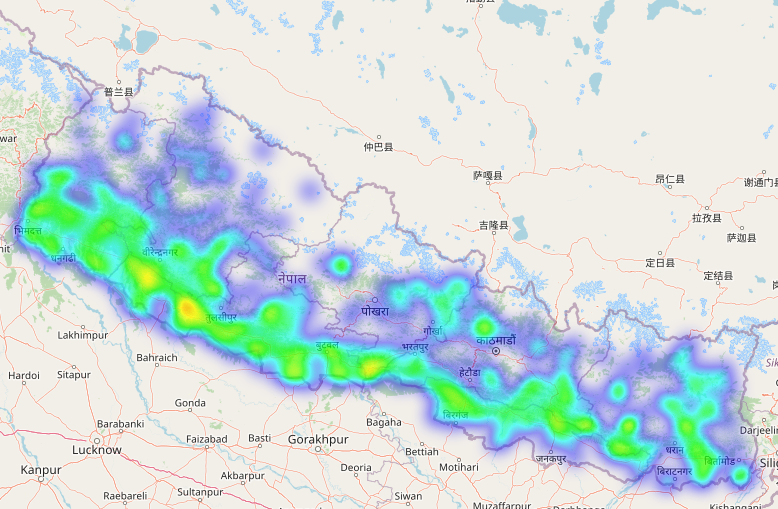 普兰县
仲巴县
萨嘎县
昂仁县
谢通门县
拉孜县
吉隆县
萨迦县
定日县
定结县
war
भिमदत्त
धनगढी
वीरेन्द्रनगर
नेपाल
पोखरा
तुलसीपुर
गोर्खा
काठमाडौं
बुटवल
भरतपुर
हेटौडा
Lakhimpur
Bahraich
Hardoi
Sitapur
Gonda
बिरगंज
Barabanki
Faizabad
Basti
Gorakhpur
Bagaha
Lucknow
Bettiah
जनकपुर
धरान
Darjeelin
Kanpur
Akbarpur
Deoria
Motihari
बिराटनगर
बिर्तामोड
Silig
Raebareli
Sultanpur
Siwan
Muzaffarpur
Darbhanga
Kishanganj